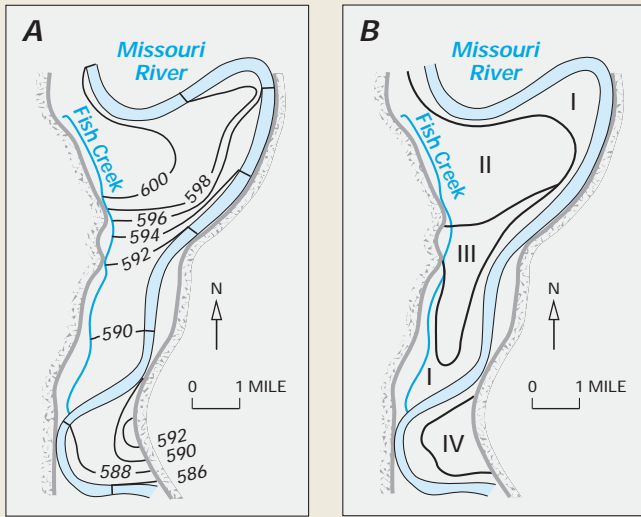 A
Missouri
River
Fish Creek
600
598
596
594
592
590
N
0 1 MILE
592
590
588
586
B
Missouri
River
I
Fish Creek
II
III
N
I
0 1 MILE
IV